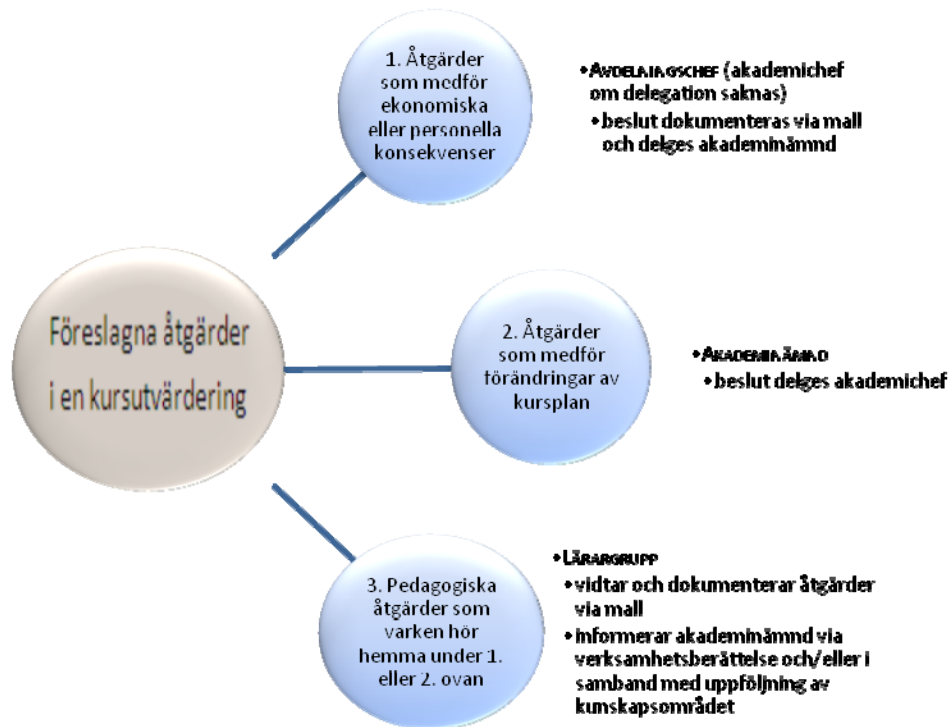 1. Åtgärder
som medför
ekonomiska
eller personella
konsekvenser
•AVDELNINGSCHEF (akademichef
om delegation saknas)
•beslut dokumenteras via mall
och delges akademinämnd
Föreslagna åtgärder
i en kursutvärdering
2. Åtgärder
som medför
förändringar av
kursplan
•AKADEMINÄMND
•beslut delges akademichef
3. Pedagogiska
åtgärder som
varken hör
hemma under 1.
eller 2. ovan
•LÄRARGRUPP
•vidtar och dokumenterar åtgärder
via mall
•informerar akademinämnd via
verksamhetsberättelse och/eller i
samband med uppföljning av
kunskapsområdet